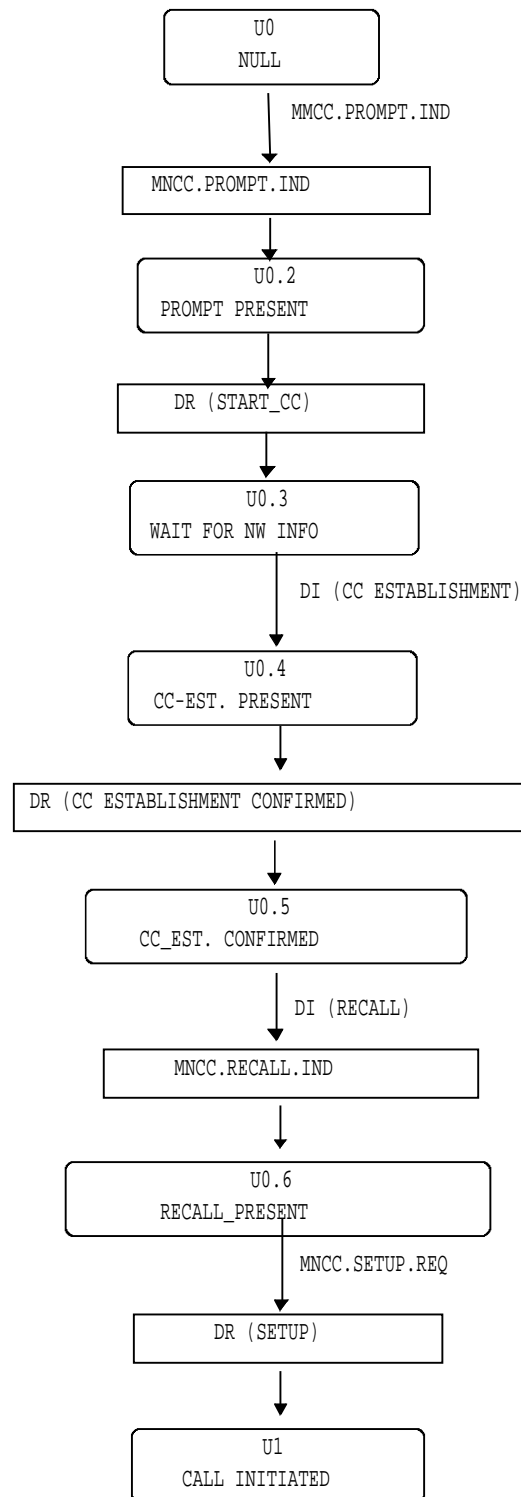 U0
NULL
MMCC.PROMPT.IND
MNCC.PROMPT.IND
U0.2
PROMPT PRESENT
DR (START_CC)
U0.3
WAIT FOR NW INFO
DI (CC ESTABLISHMENT)
U0.4
CC-EST. PRESENT
DR (CC ESTABLISHMENT CONFIRMED)
U0.5
CC_EST. CONFIRMED
DI (RECALL)
MNCC.RECALL.IND
U0.6
RECALL_PRESENT
MNCC.SETUP.REQ
DR (SETUP)
U1
CALL INITIATED